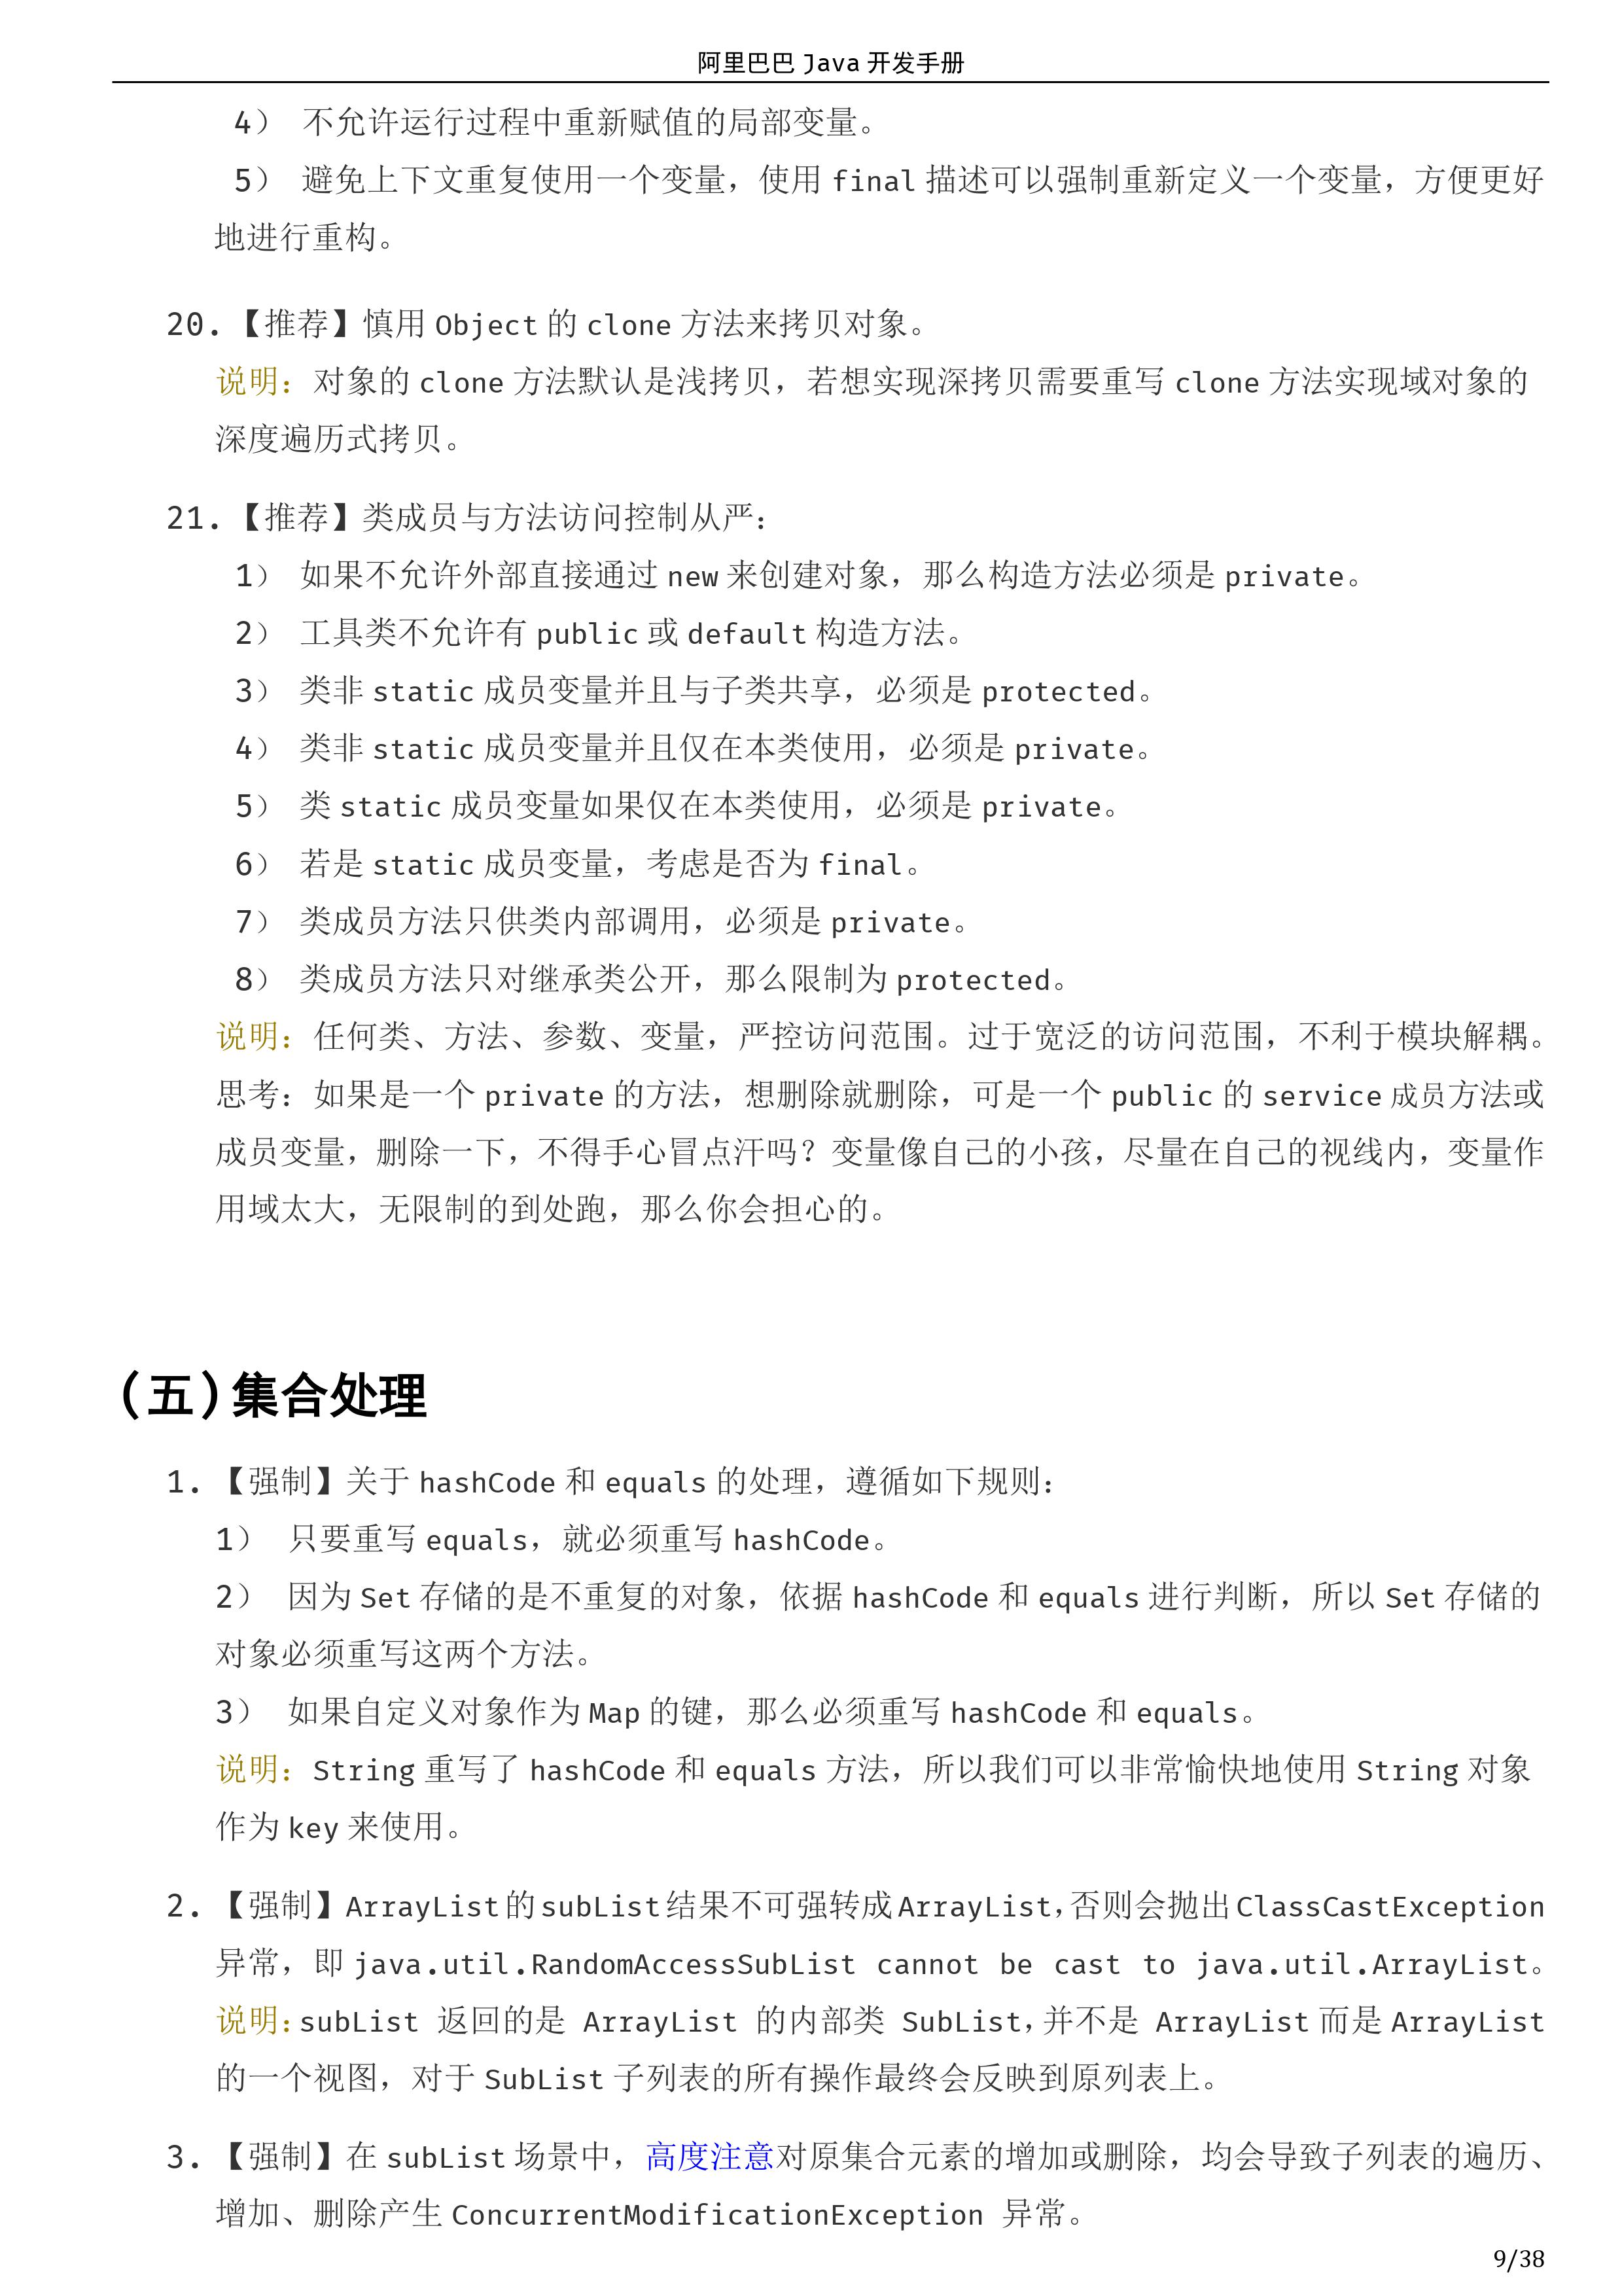 阿里巴巴 Java 开发手册
4） 不允许运行过程中重新赋值的局部变量。
5） 避免上下文重复使用一个变量，使用 final 描述可以强制重新定义一个变量，方便更好
地进行重构。
20.【推荐】慎用 Object 的 clone 方法来拷贝对象。
说明：对象的 clone 方法默认是浅拷贝，若想实现深拷贝需要重写 clone 方法实现域对象的
深度遍历式拷贝。
21.【推荐】类成员与方法访问控制从严：
1） 如果不允许外部直接通过 new 来创建对象，那么构造方法必须是 private。
2） 工具类不允许有 public 或 default 构造方法。
3） 类非 static 成员变量并且与子类共享，必须是 protected。
4） 类非 static 成员变量并且仅在本类使用，必须是 private。
5） 类 static 成员变量如果仅在本类使用，必须是 private。
6） 若是 static 成员变量，考虑是否为 final。
7） 类成员方法只供类内部调用，必须是 private。
8） 类成员方法只对继承类公开，那么限制为 protected。
说明：任何类、方法、参数、变量，严控访问范围。过于宽泛的访问范围，不利于模块解耦。
思考：如果是一个 private 的方法，想删除就删除，可是一个 public 的 service 成员方法或
成员变量，删除一下，不得手心冒点汗吗？变量像自己的小孩，尽量在自己的视线内，变量作
用域太大，无限制的到处跑，那么你会担心的。
(五)集合处理
1. 【强制】关于 hashCode 和 equals 的处理，遵循如下规则：
1） 只要重写 equals，就必须重写 hashCode。
2） 因为 Set 存储的是不重复的对象，依据 hashCode 和 equals 进行判断，所以 Set 存储的
对象必须重写这两个方法。
3） 如果自定义对象作为 Map 的键，那么必须重写 hashCode 和 equals。
说明：String 重写了 hashCode 和 equals 方法，所以我们可以非常愉快地使用 String 对象
作为 key 来使用。
2. 【强制】ArrayList的subList结果不可强转成ArrayList，否则会抛出ClassCastException
异常，即 java.util.RandomAccessSubList cannot be cast to java.util.ArrayList。
说明：subList 返回的是 ArrayList 的内部类 SubList，并不是 ArrayList 而是 ArrayList
的一个视图，对于 SubList 子列表的所有操作最终会反映到原列表上。
3. 【强制】在 subList 场景中，高度注意对原集合元素的增加或删除，均会导致子列表的遍历、
增加、删除产生 ConcurrentModificationException 异常。
9/38